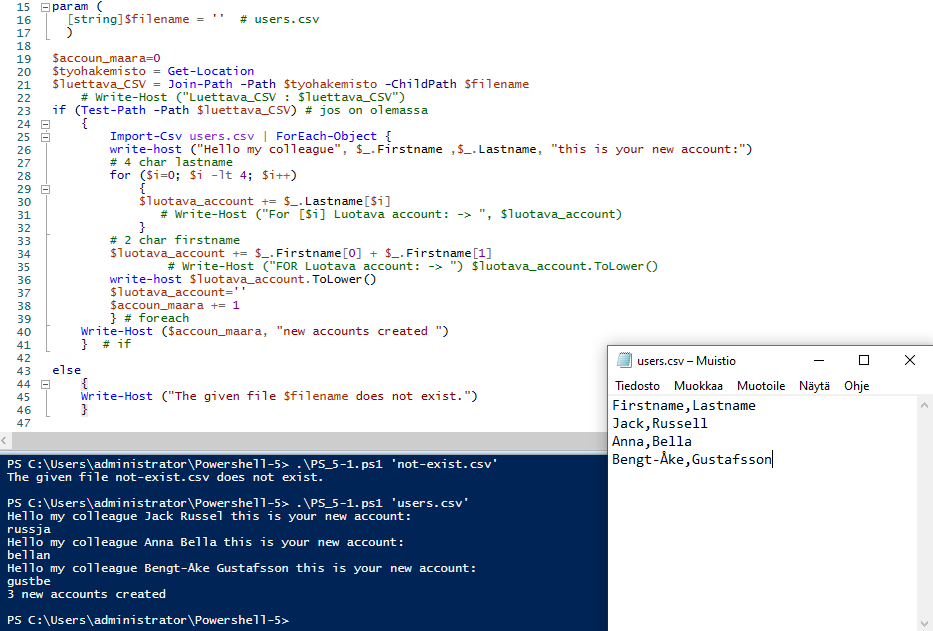 15 param (
16 [string]$filename = '' # users.csv
17 )
18
19 $accoun_maara=0
20 $tyohakemisto = Get-Location
21 $luettava_CSV = Join-Path -Path $tyohakemisto -ChildPath $filename
22 # Write-Host ("Luettava_CSV : $luettava_CSV")
23 if (Test-Path -Path $luettava_CSV) # jos on olemassa
24 {
25 Import-Csv users.csv | ForEach-Object {
26 write-host ("Hello my colleague", $_.Firstname ,$_.Lastname, "this is your new account:")
27 # 4 char lastname
28 for ($i=0; $i -lt 4; $i++)
29 {
30 $luotava_account += $_.Lastname[$i]
31 # Write-Host ("For [$i] Luotava account: -> ", $luotava_account)
32 }
33 # 2 char firstname
34 $luotava_account += $_.Firstname[0] + $_.Firstname[1]
35 # Write-Host ("FOR Luotava account: -> ") $luotava_account.ToLower()
36 write-host $luotava_account.ToLower()
37 $luotava_account=''
38 $accoun_maara += 1
39 } # foreach
40 Write-Host ($accoun_maara, "new accounts created ")
41 } # if
42
43 else
44 {
45 Write-Host ("The given file $filename does not exist.")
46 }
47
PS C:\Users\administrator\Powershell-5> .\PS_5-1.ps1 'not-exist.csv'
The given file not-exist.csv does not exist.
PS C:\Users\administrator\Powershell-5> .\PS_5-1.ps1 'users.csv'
Hello my colleague Jack Russel this is your new account:
russja
Hello my colleague Anna Bella this is your new account:
bellan
Hello my colleague Bengt-Åke Gustafsson this is your new account:
gustbe
3 new accounts created
PS C:\Users\administrator\Powershell-5>
users.csv – Muistio
Tiedosto Muokkaa Muotoile Näytä Ohje
Firstname,Lastname
Jack,Russell
Anna,Bella
Bengt-Åke,Gustafsson